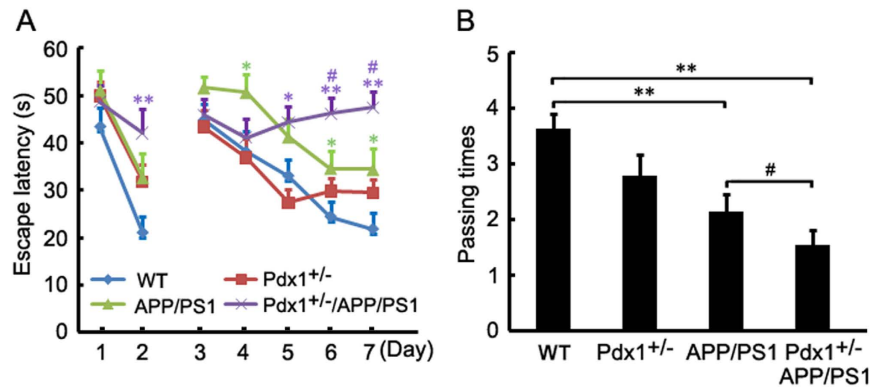 A
Escape latency (s)
60
50
40
30
20
10
0
**
*
*
#
**
#
**
*
*
WT
Pdx1+/-
APP/PS1
Pdx1+/-/APP/PS1
1 2 3 4 5 6 7 (Day)
B
Passing times
5
4
3
2
1
0
**
**
#
WT
Pdx1+/-
APP/PS1
Pdx1+/-
APP/PS1